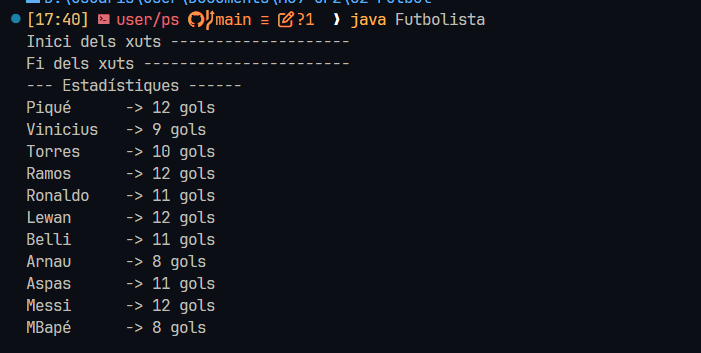 [17:40] user/ps main ≡ ?1 ❱ java Futbolista
Inici dels xuts --------------------
Fi dels xuts -----------------------
--- Estadístiques ------
Piqué      -> 12 gols
Vinicius   -> 9 gols
Torres     -> 10 gols
Ramos      -> 12 gols
Ronaldo    -> 11 gols
Lewan      -> 12 gols
Belli      -> 11 gols
Arnau      -> 8 gols
Aspas      -> 11 gols
Messi      -> 12 gols
MBapé      -> 8 gols